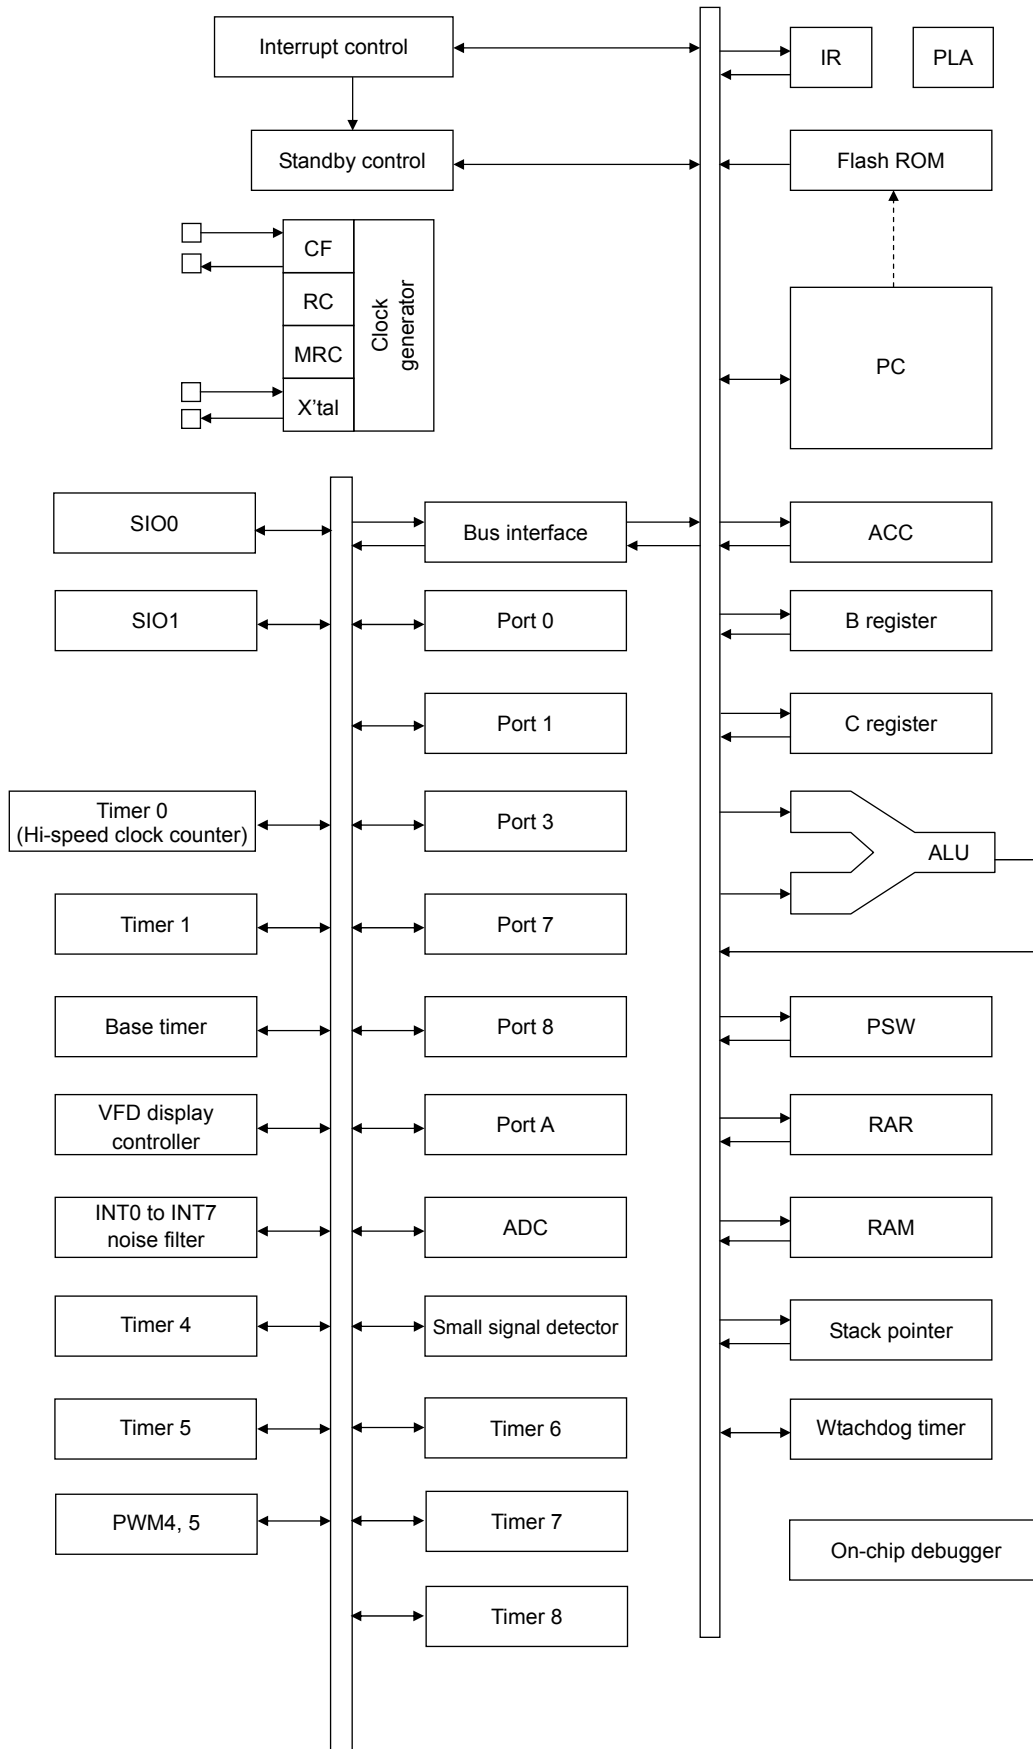 Interrupt control
IR
PLA
Standby control
Flash ROM
CF
RC
MRC
X'tal
Clock
generator
PC
SIO0
Bus interface
ACC
SIO1
Port 0
B register
Port 1
C register
Timer 0
(Hi-speed clock counter)
Port 3
ALU
Timer 1
Port 7
Base timer
Port 8
PSW
VFD display
controller
Port A
RAR
INT0 to INT7
noise filter
ADC
RAM
Timer 4
Small signal detector
Stack pointer
Timer 5
Timer 6
Wtachdog timer
PWM4, 5
Timer 7
On-chip debugger
Timer 8